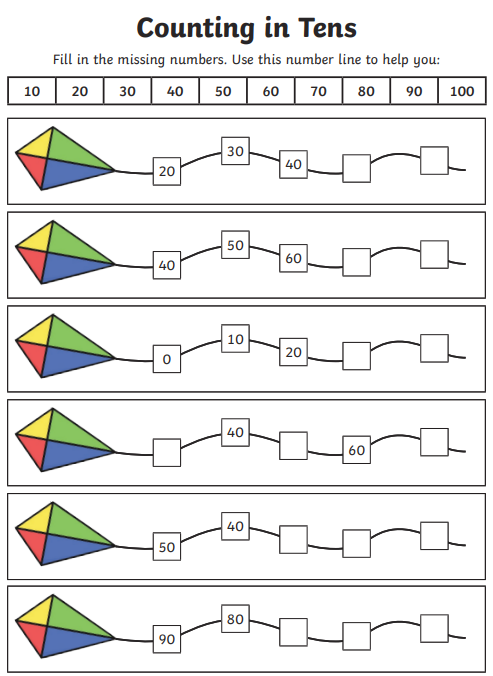 Counting in Tens
Fill in the missing numbers. Use this number line to help you:
10 20 30 40 50 60 70 80 90 100
20 30 40
40 50 60
0 10 20
40 60
50 40
90 80